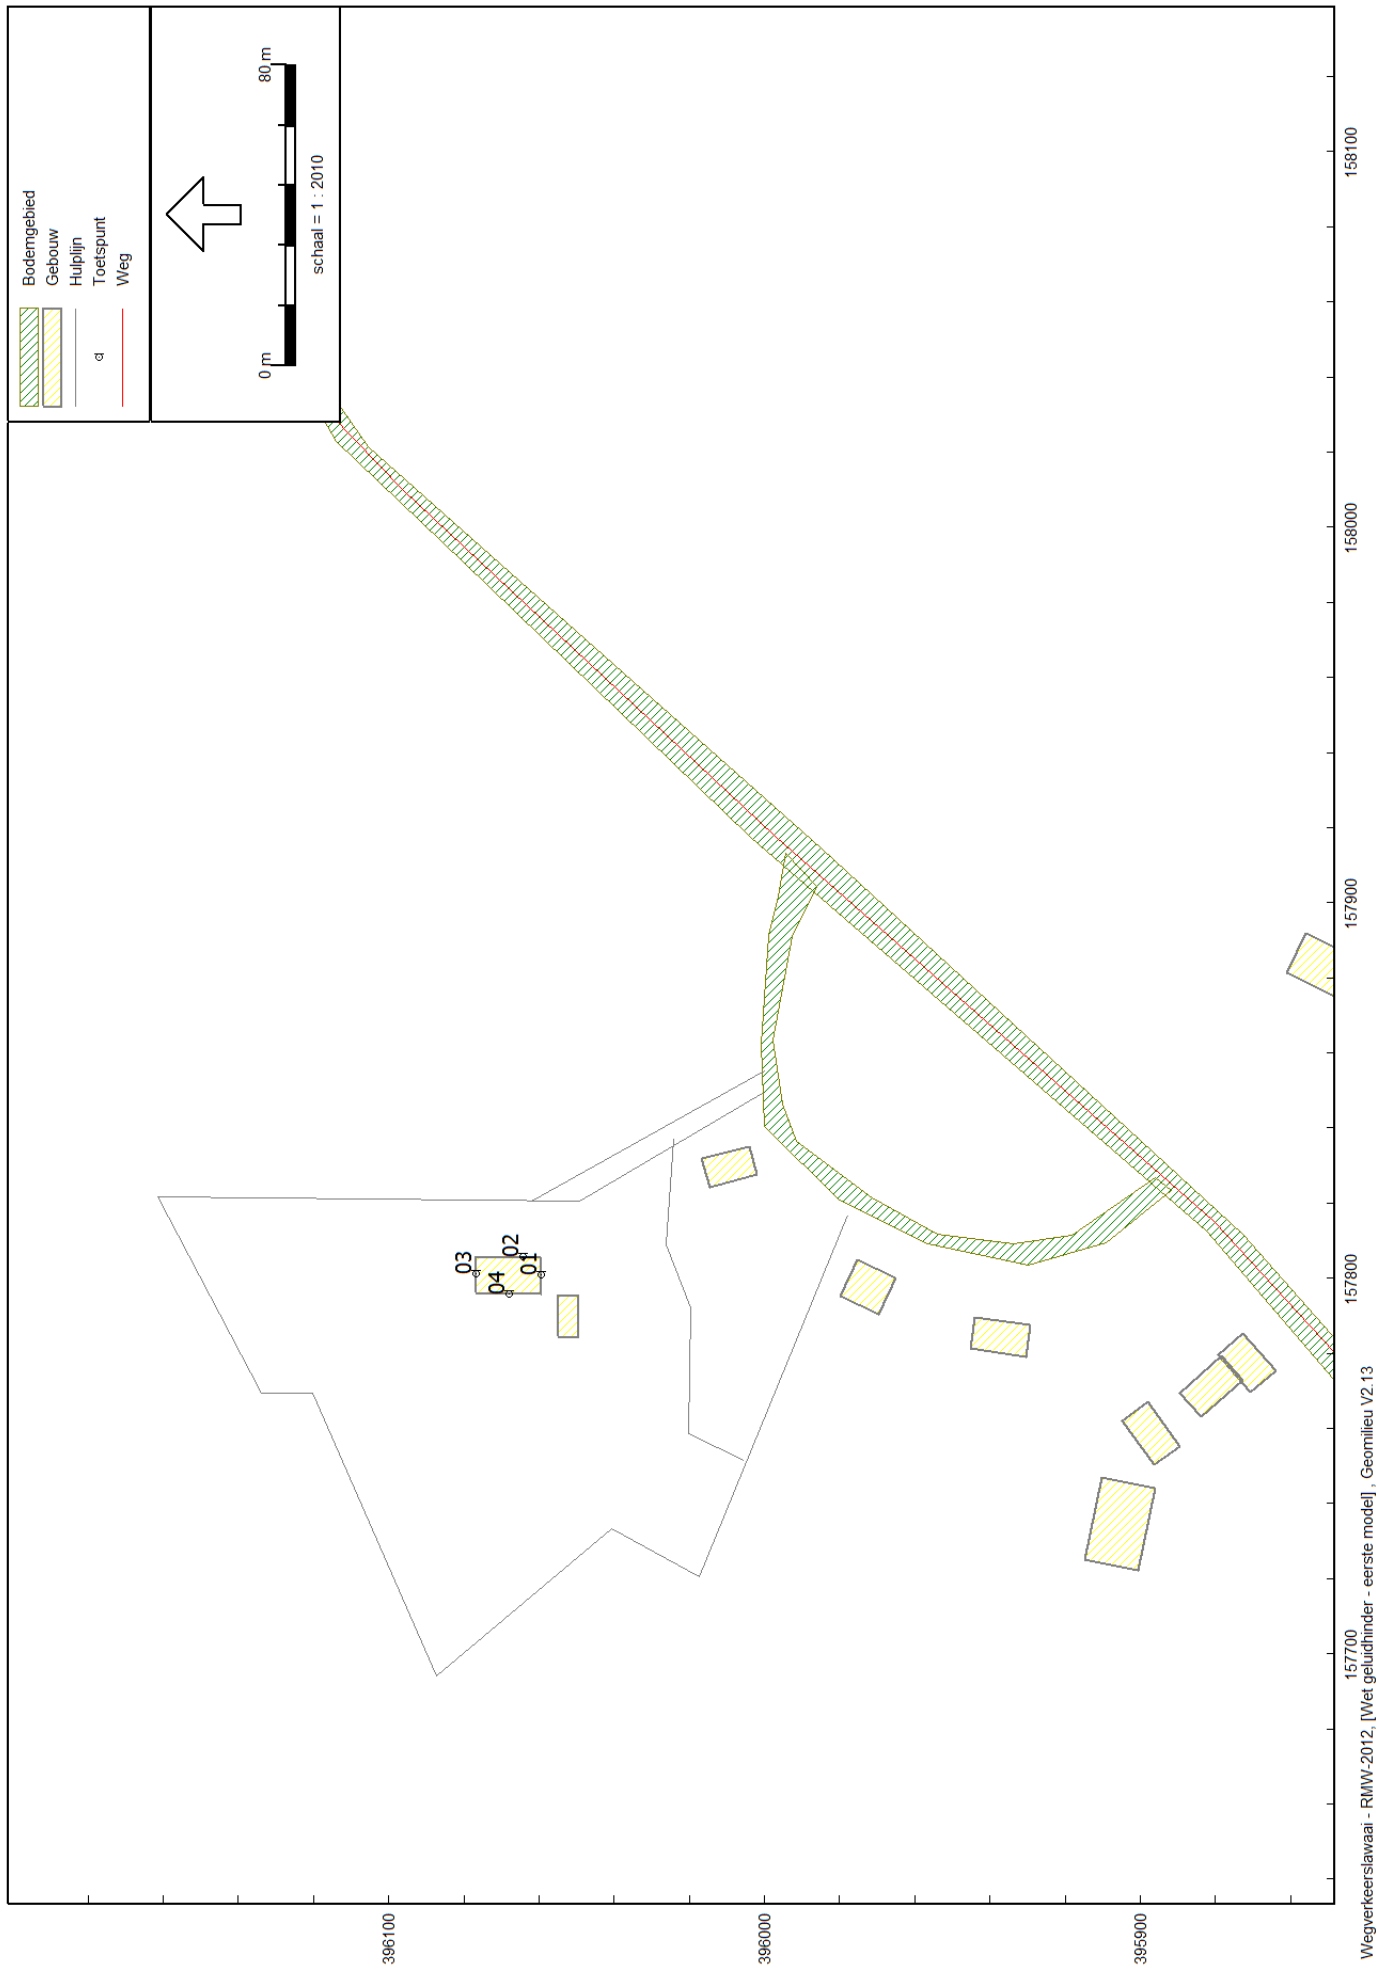 Bodemgebied
Gebouw
Hulplijn
Toetspunt
Weg
0 m
80 m
schaal = 1 : 2010
03
02
04
01
396100
396000
395900
157700
157800
157900
158000
158100
Wegverkeerslawaai - RMW-2012, [Wet geluidhinder - eerste model] , Geomilieu V2.13